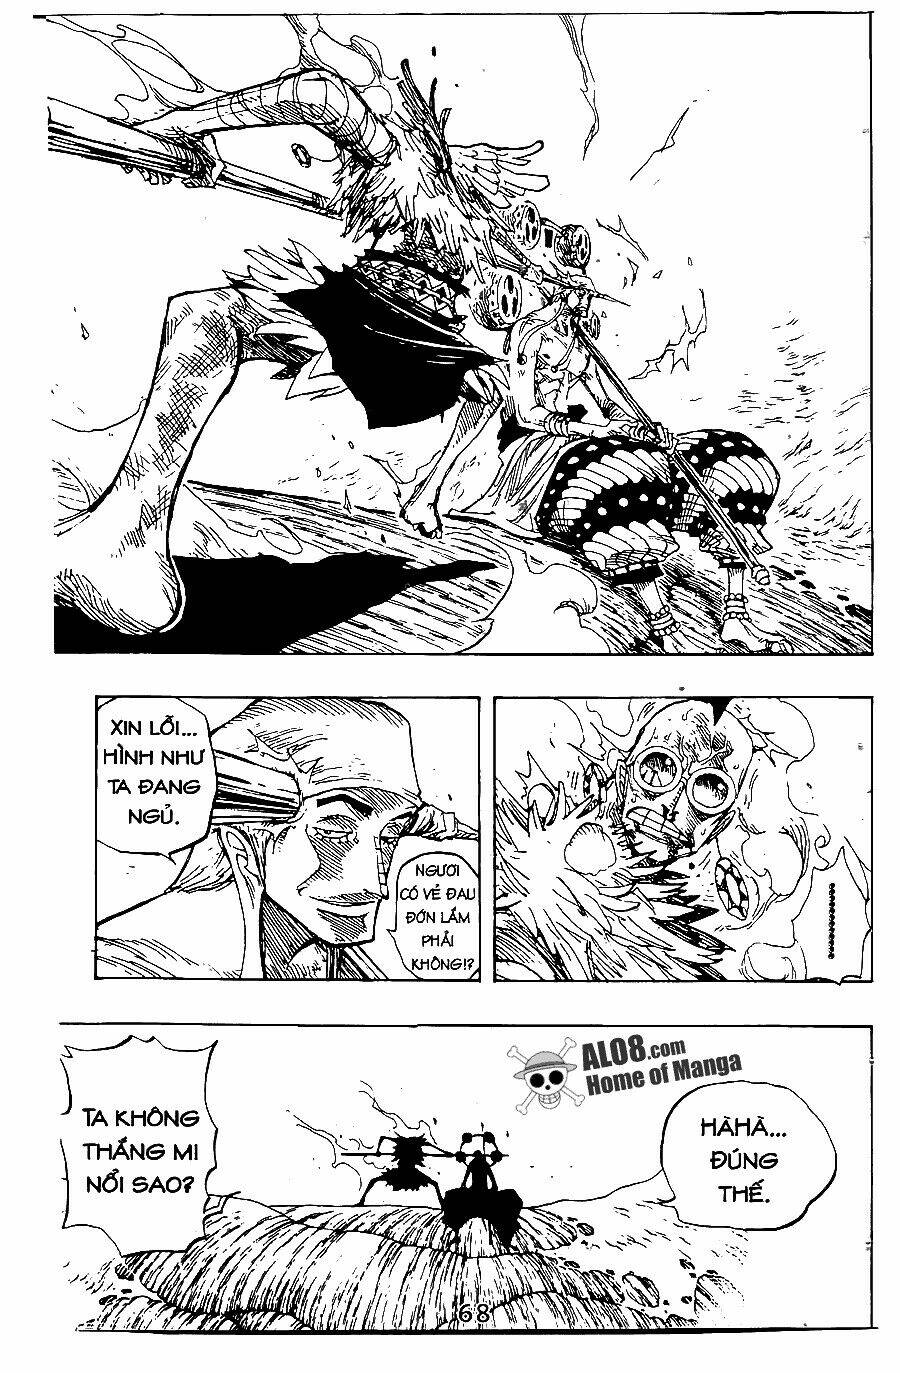 XIN LỖI...
HÌNH NHƯ
TA ĐANG
NGỦ.
NGƯƠI
CÓ VẺ ĐAU
ĐỚN LẮM
PHẢI
KHÔNG!?
..........
AL08.com
Home of Manga
TA KHÔNG
THẮNG MI
NỔI SAO?
HÀHÀ...
ĐÚNG
THẾ.
68